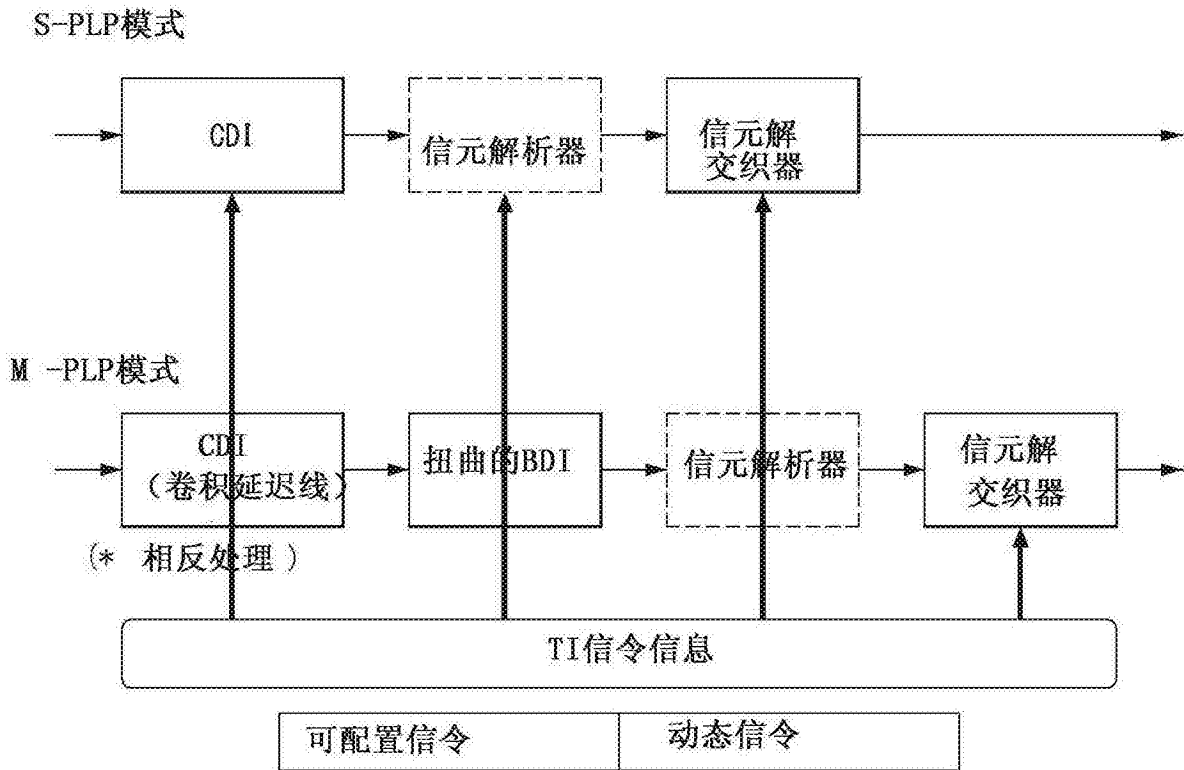 S-PLP模式
CDI
信元解析器
信元解
交织器
M -PLP模式
CDI
(卷积延迟线)
扭曲的BDI
信元解析器
信元解
交织器
(* 相反处理 )
TI信令信息
可配置信令
动态信令